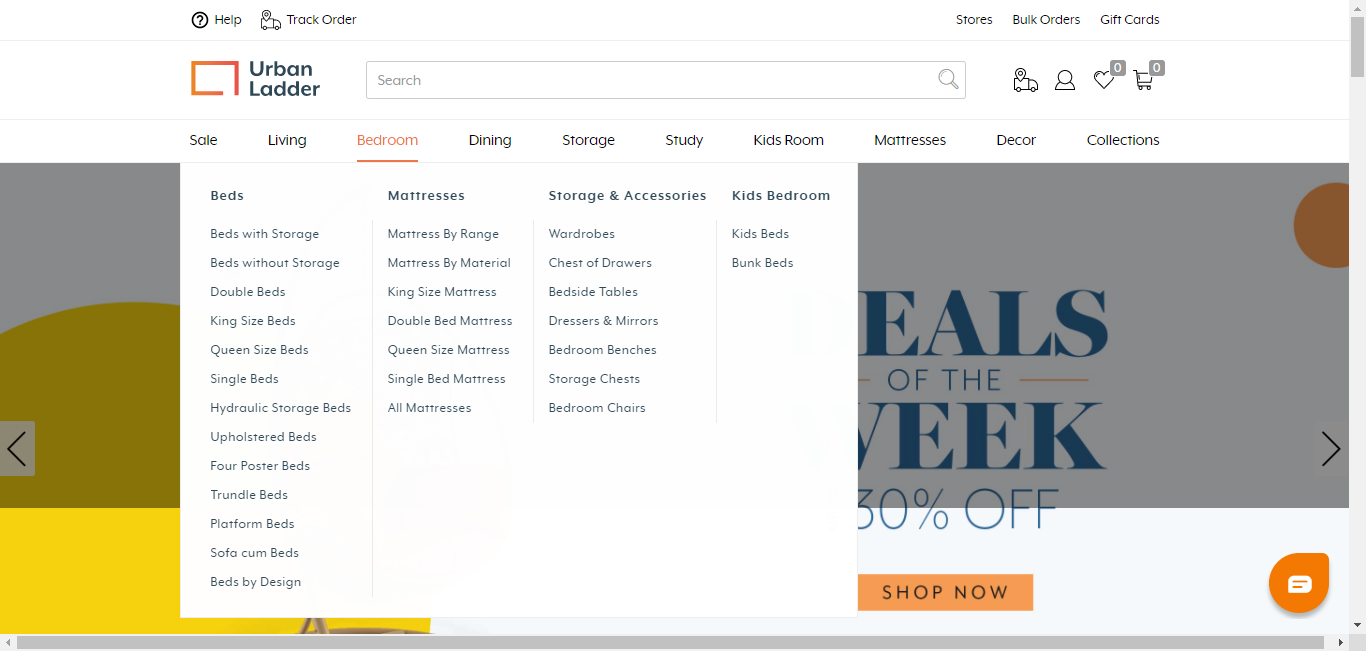 Help
Track Order
Stores
Bulk Orders
Gift Cards
Urban
Ladder
Search
0
0
Sale
Living
Bedroom
Dining
Storage
Study
Kids Room
Mattresses
Decor
Collections
Beds
Beds with Storage
Beds without Storage
Double Beds
King Size Beds
Queen Size Beds
Single Beds
Hydraulic Storage Beds
Upholstered Beds
Four Poster Beds
Trundle Beds
Platform Beds
Sofa cum Beds
Beds by Design
Mattresses
Mattress By Range
Mattress By Material
King Size Mattress
Double Bed Mattress
Queen Size Mattress
Single Bed Mattress
All Mattresses
Storage & Accessories
Wardrobes
Chest of Drawers
Bedside Tables
Dressers & Mirrors
Bedroom Benches
Storage Chests
Bedroom Chairs
Kids Bedroom
Kids Beds
Bunk Beds
DEALS
OF THE
WEEK
30% OFF
SHOP NOW